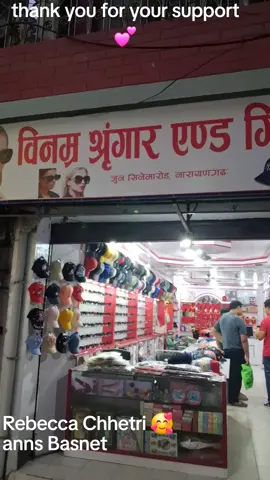 thank you for your support
💕
विनम्र श्रृंगार एण्ड गि
जुन सिनेमारोड, नारायणगढ
Rebecca Chhetri 🥰
anns Basnet